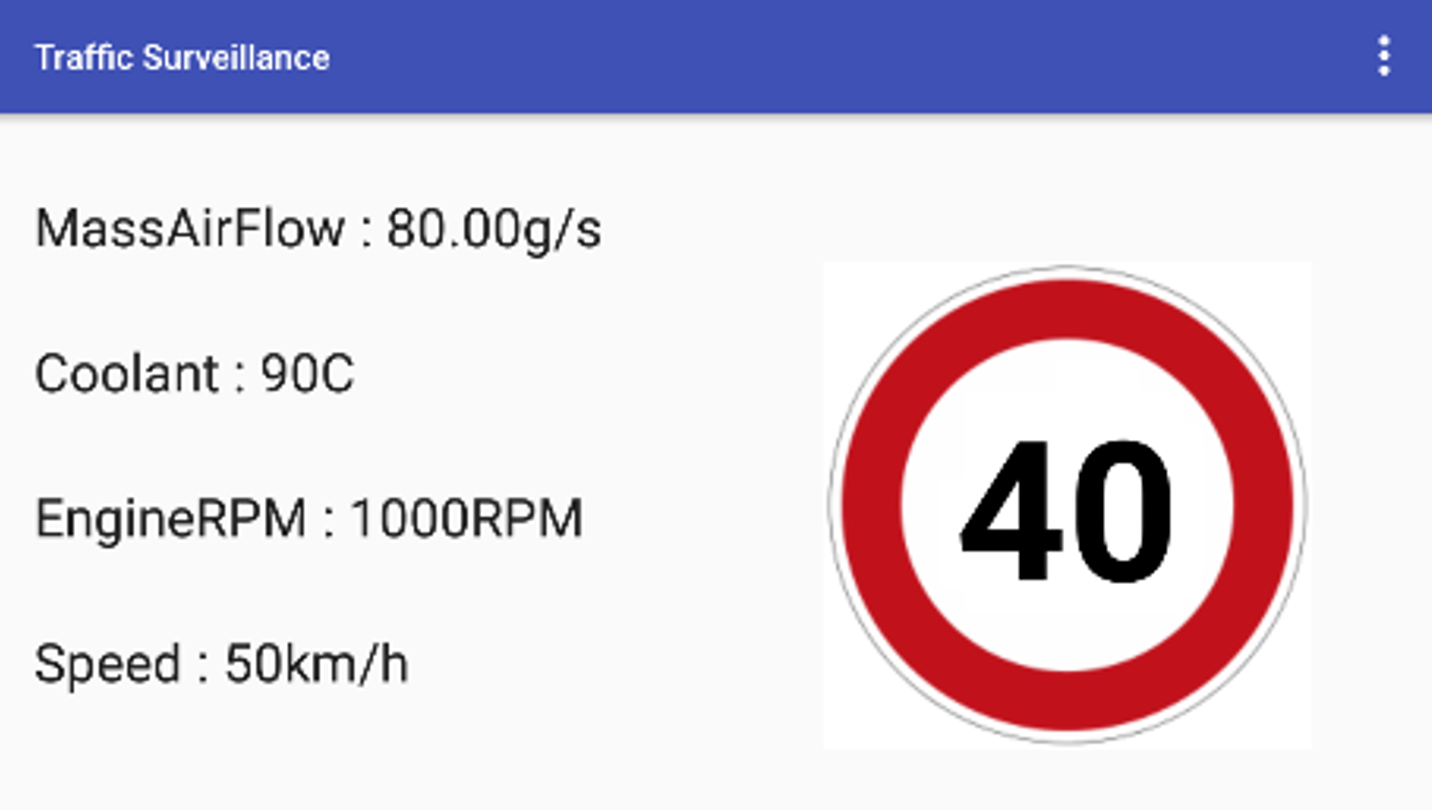 Traffic Surveillance
MassAirFlow : 80.00g/s
Coolant : 90C
EngineRPM : 1000RPM
Speed : 50km/h
40